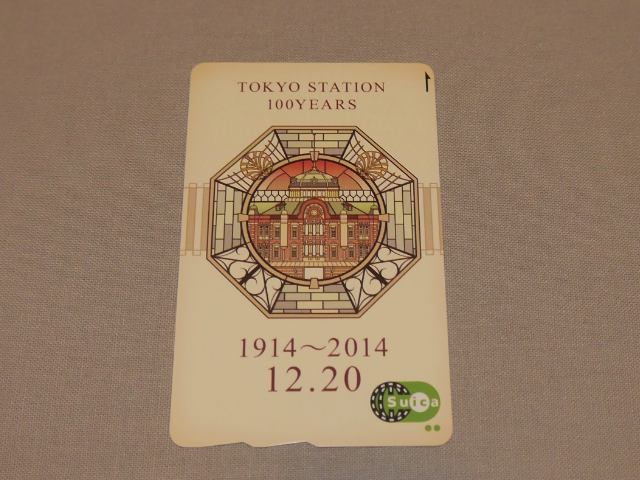 TOKYO STATION
100YEARS
1914〜2014
12.20
Suica